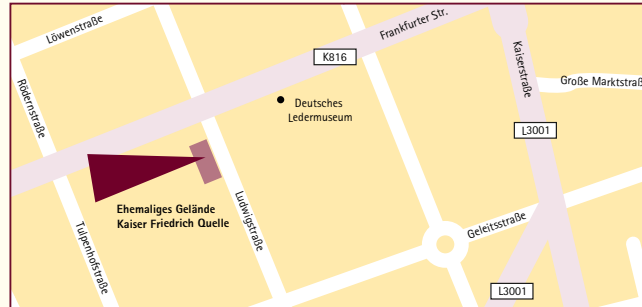 Löwenstraße
Frankfurter Str.
K816
Kaiserstraße
Rödernstraße
Große Marktstraß
Deutsches
Ledermuseum
L3001
Ehemaliges Gelände
Kaiser Friedrich Quelle
Ludwigstraße
Tulpenhofstraße
Geleitsstraße
L3001